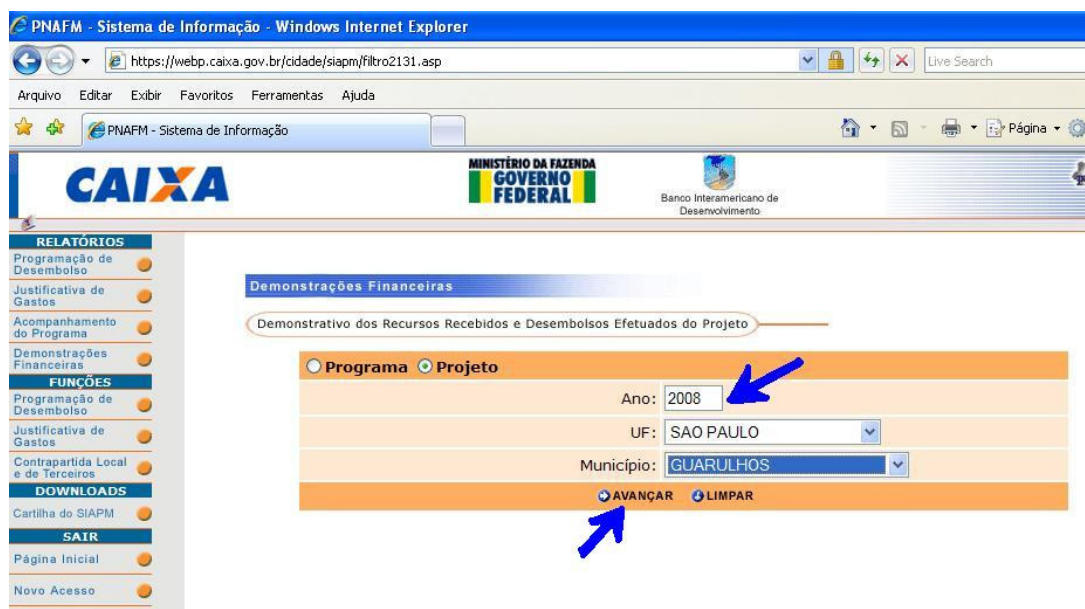 PNAFM - Sistema de Informação - Windows Internet Explorer
https://webp.caixa.gov.br/cidade/siapm/filtro2131.asp
Live Search
Arquivo Editar Exibir Favoritos Ferramentas Ajuda
PNAFM - Sistema de Informação
Página
CAIXA
MINISTÉRIO DA FAZENDA
GOVERNO
FEDERAL
Banco Interamericano de
Desenvolvimento
RELATÓRIOS
Programação de
Desembolso
Justificativa de
Gastos
Acompanhamento
do Programa
Demonstrações
Financeiras
FUNÇÕES
Programação de
Desembolso
Justificativa de
Gastos
Contrapartida Local
e de Terceiros
DOWNLOADS
Cartilha do SIAPM
SAIR
Página Inicial
Novo Acesso
Demonstrações Financeiras
Demonstrativo dos Recursos Recebidos e Desembolsos Efetuados do Projeto
Programa Projeto
Ano: 2008
UF: SAO PAULO
Município: GUARULHOS
AVANÇAR LIMPAR